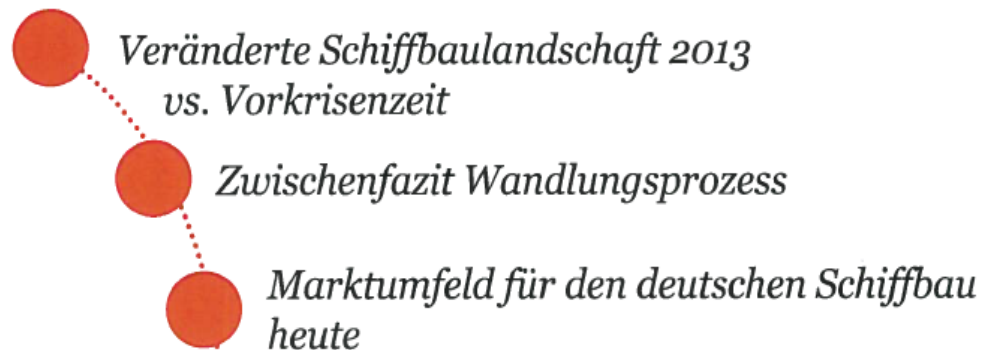 Veränderte Schiffbaulandschaft 2013
vs. Vorkrisenzeit
Zwischenfazit Wandlungsprozess
Marktumfeld für den deutschen Schiffbau
heute